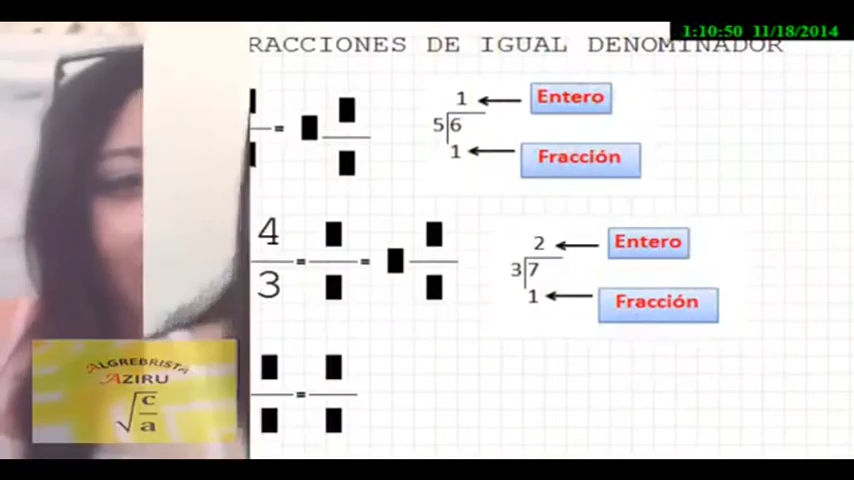 1:10:50 11/18/2014
RACCIONES DE IGUAL DENOMINADOR
=
1
Entero
5 6
1
Fracción
4
3
= =
2
Entero
3 7
1
Fracción
=
ALGREBRISTA
AZIRU
√ c
a